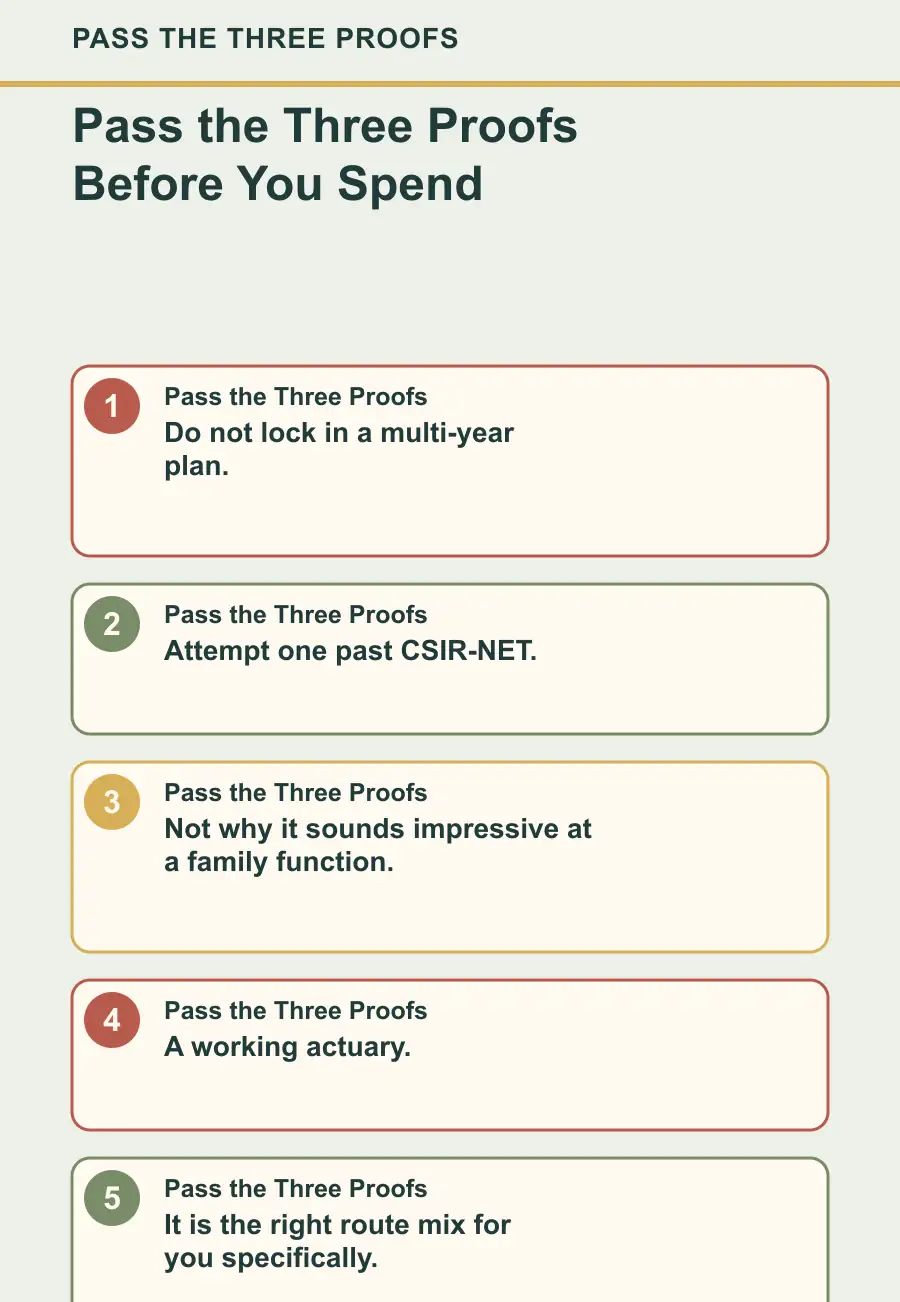 PASS THE THREE PROOFS
Pass the Three Proofs
Before You Spend
1
Pass the Three Proofs
Do not lock in a multi-year
plan.
2
Pass the Three Proofs
Attempt one past CSIR-NET.
3
Pass the Three Proofs
Not why it sounds impressive at
a family function.
4
Pass the Three Proofs
A working actuary.
5
Pass the Three Proofs
It is the right route mix for
you specifically.